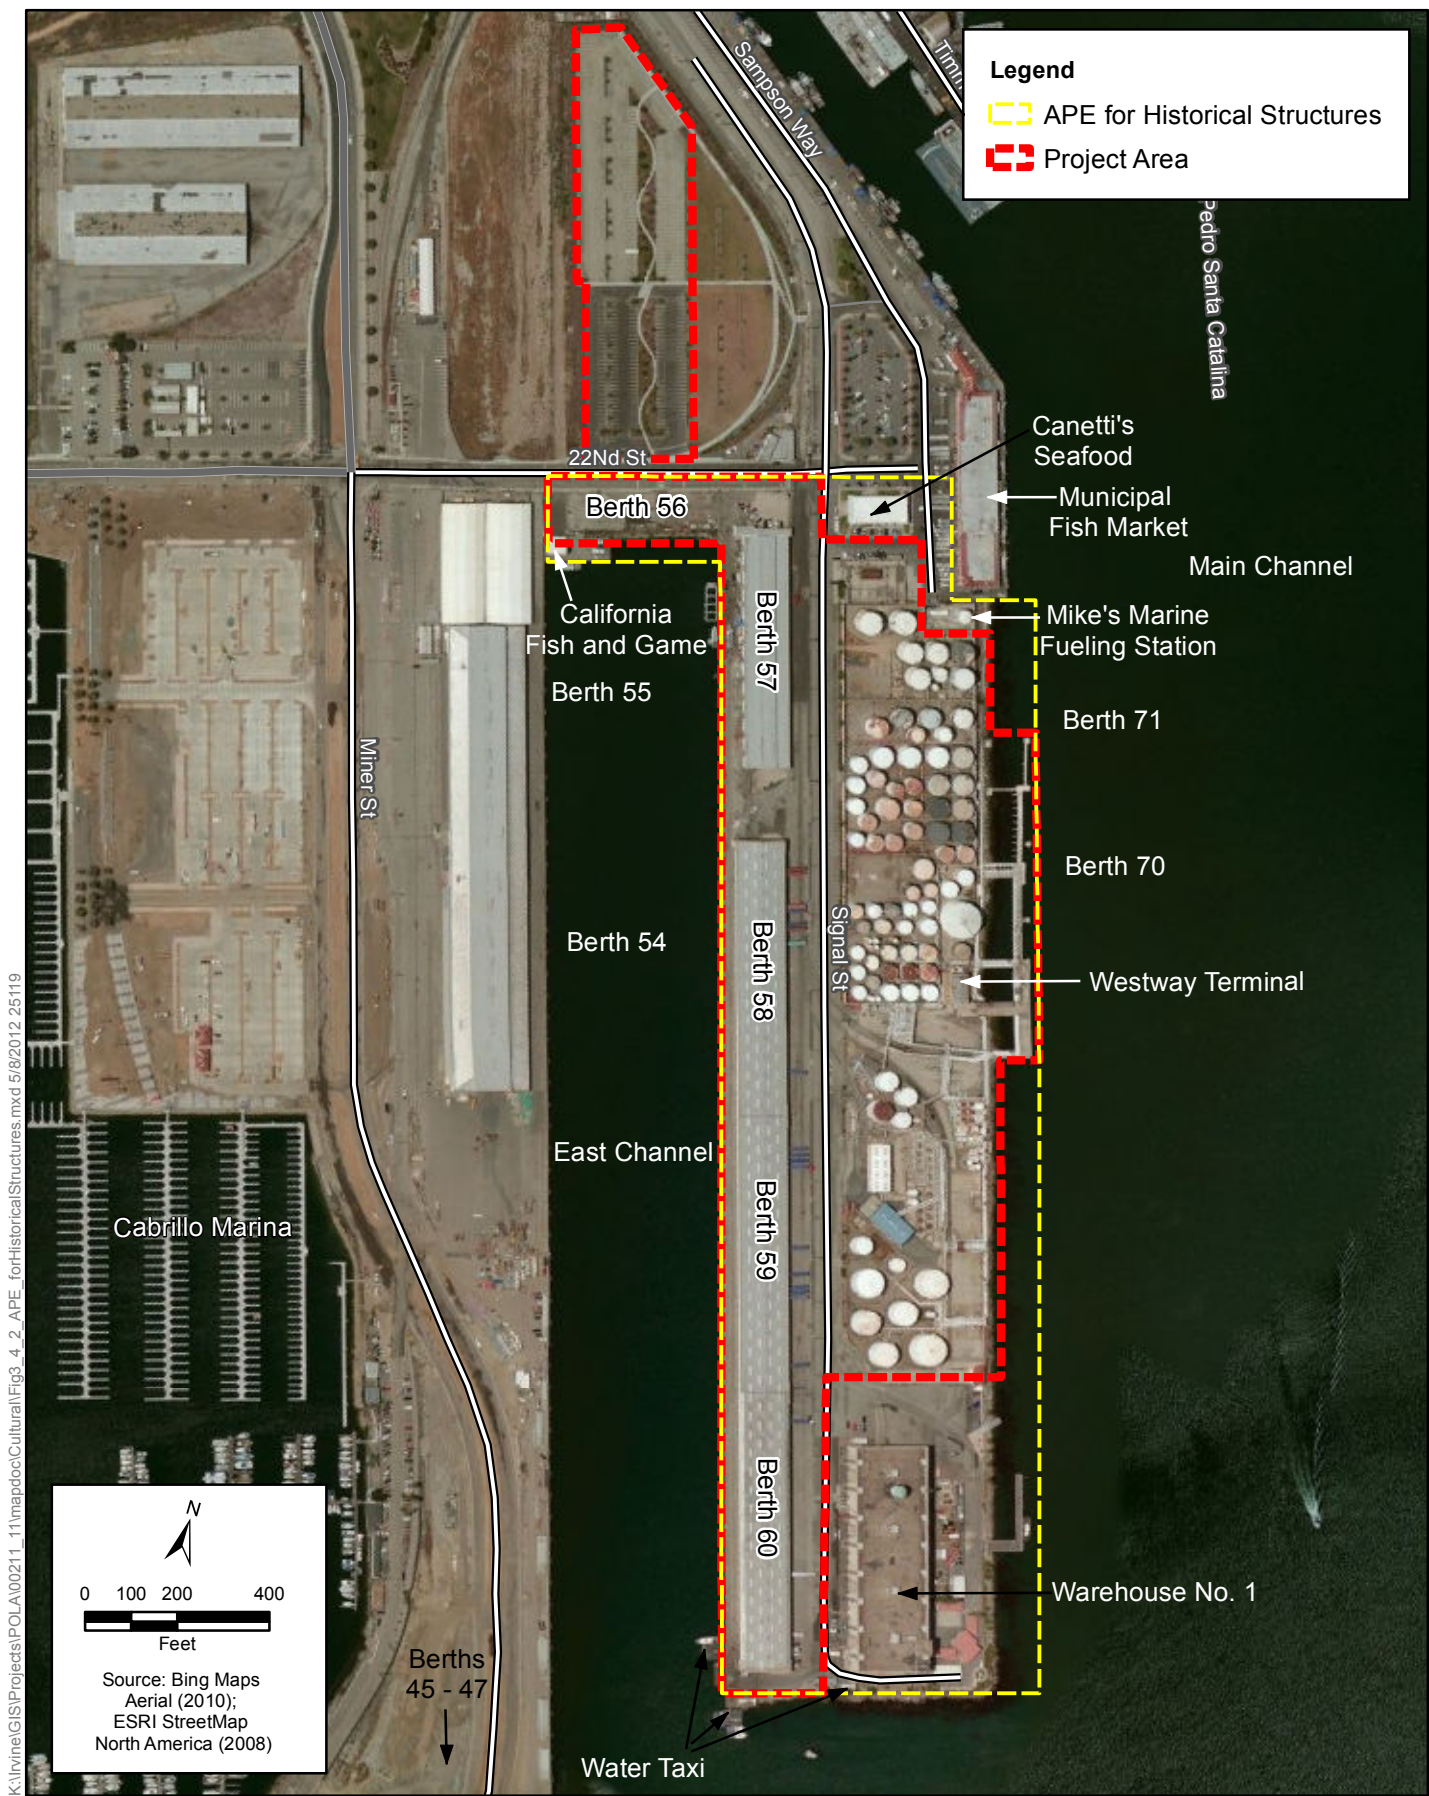 Sampson Way
Timm
Legend
APE for Historical Structures
Project Area
Pedro Santa Catalina
Canetti's
Seafood
22Nd St
Berth 56
Municipal
Fish Market
Main Channel
California
Fish and Game
Berth 57
Mike's Marine
Fueling Station
Berth 55
Berth 71
Miner St
Berth 70
Berth 54
Berth 58
Signal St
Westway Terminal
East Channel
Berth 59
Cabrillo Marina
Berth 60
Warehouse No. 1
N
0 100 200 400
Feet
Source: Bing Maps
Aerial (2010);
ESRI StreetMap
North America (2008)
Berths
45 - 47
Water Taxi
K:\Irvine\GIS\Projects\POLA\00211_11\mapdoc\Cultural\Fig3_4_2_APE_forHistoricalStructures.mxd 5/8/2012 25119